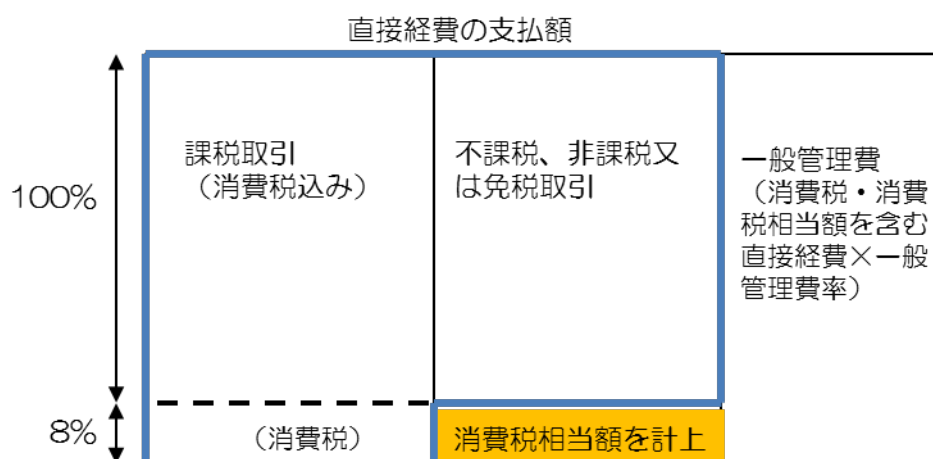 直接経費の支払額
100%
課税取引
（消費税込み）
不課税、非課税又
は免税取引
一般管理費
（消費税・消費
税相当額を含む
直接経費×一般
管理費率）
8%
（消費税）
消費税相当額を計上